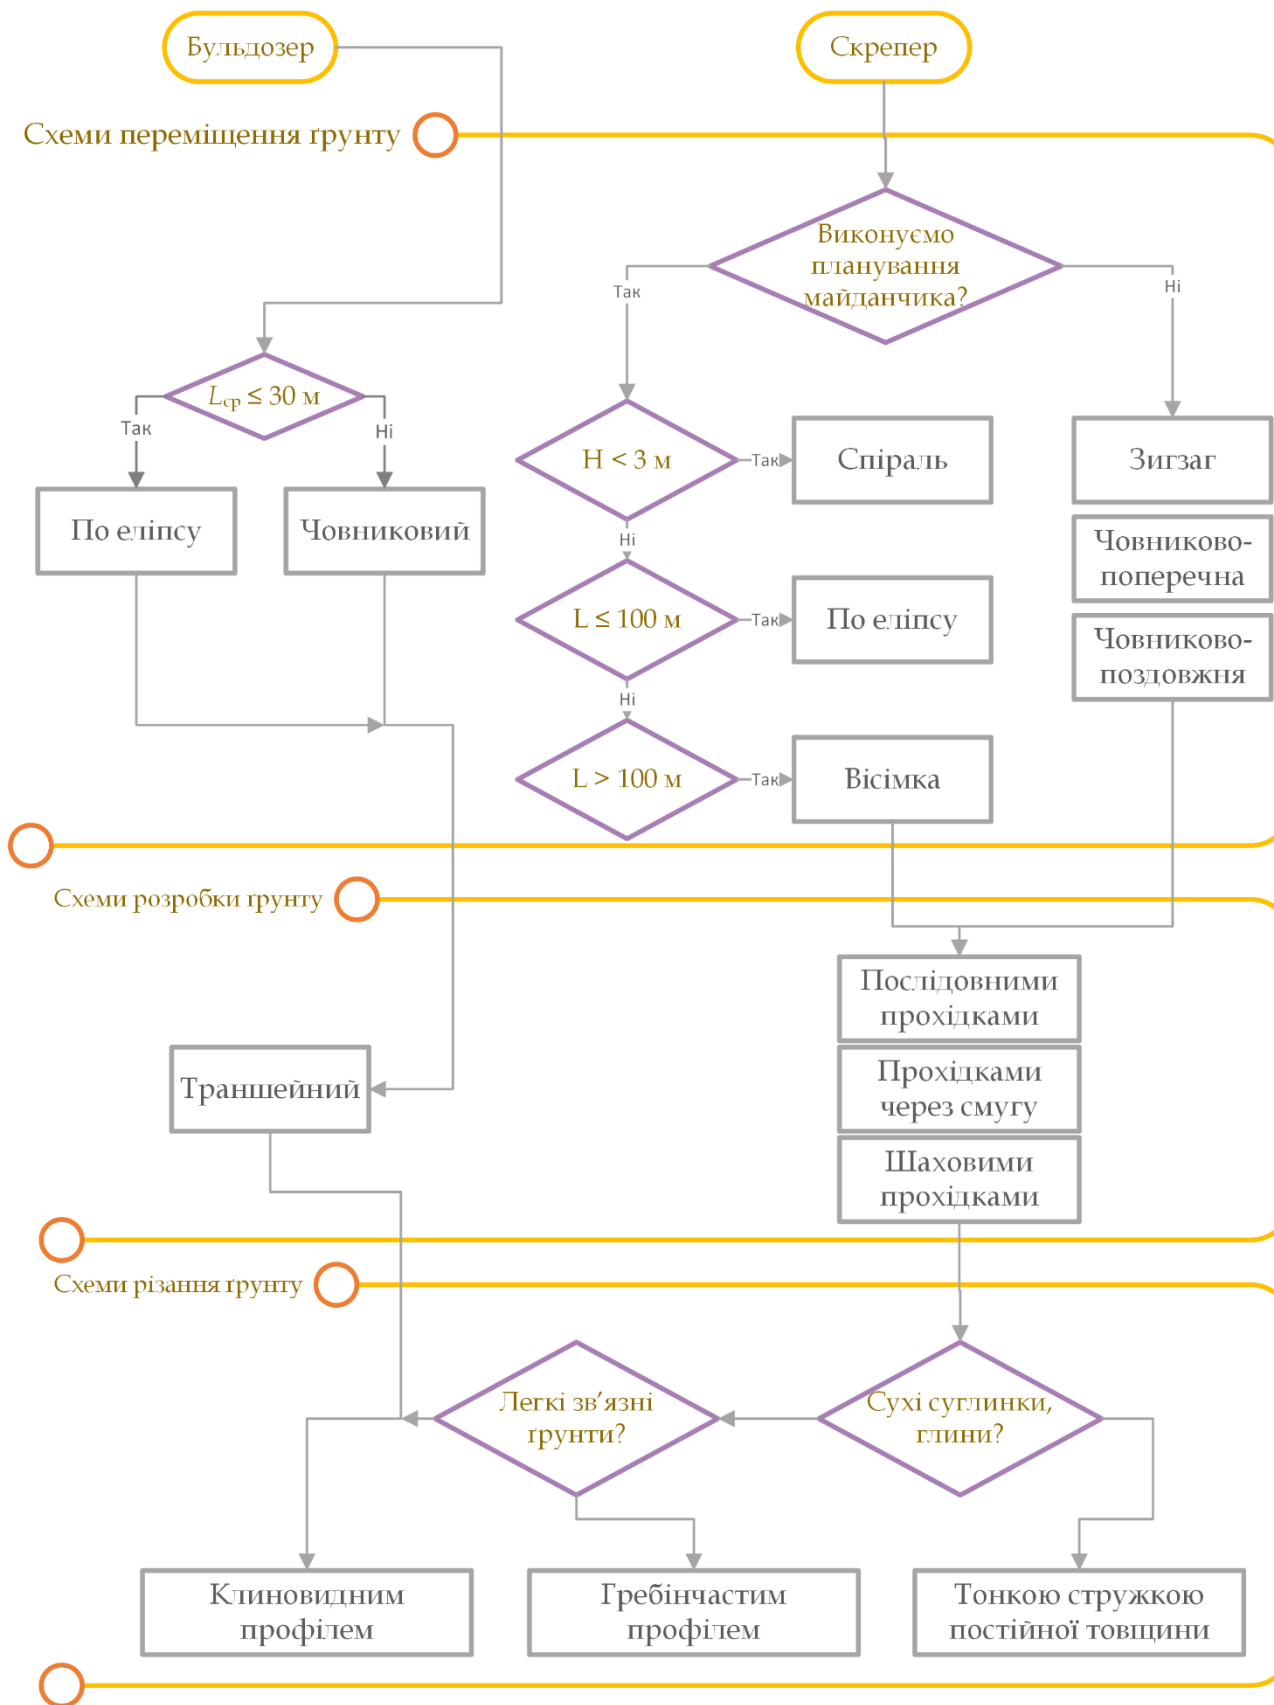 Бульдозер
Скрепер
Схеми переміщення ґрунту
Виконуємо
планування
майданчика?
Так
Ні
Lср ≤ 30 м
Так
Ні
H < 3 м
Так
Спіраль
Зигзаг
По еліпсу
Човниковий
Ні
Човниково-
поперечна
L ≤ 100 м
Так
По еліпсу
Човниково-
поздовжня
Ні
L > 100 м
Так
Вісімка
Схеми розробки ґрунту
Послідовними
прохідками
Траншейний
Прохідками
через смугу
Шаховими
прохідками
Схеми різання ґрунту
Легкі зв’язні
ґрунти?
Сухі суглинки,
глини?
Клиновидним
профілем
Гребінчастим
профілем
Тонкою стружкою
постійної товщини